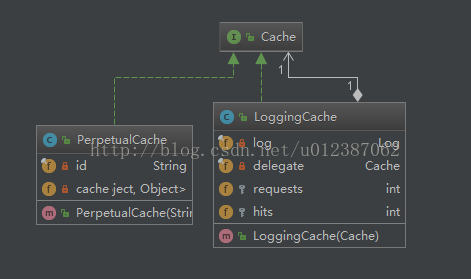 Cache
1
1
PerpetualCache
id String
cache ject, Object>
PerpetualCache(Strin
LoggingCache
log Log
delegate Cache
requests int
hits int
LoggingCache(Cache)
http://blog.csdn.net/u012387062